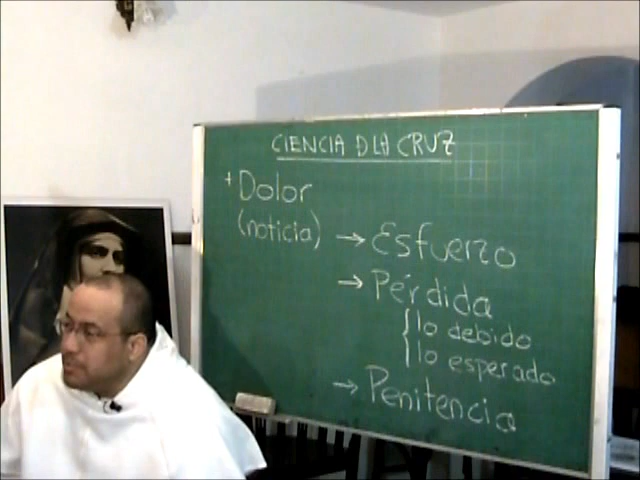 CIENCIA D LA CRUZ
+ Dolor
(noticia) → Esfuerzo
→ Pérdida
{ lo debido
lo esperado
→ Penitencia